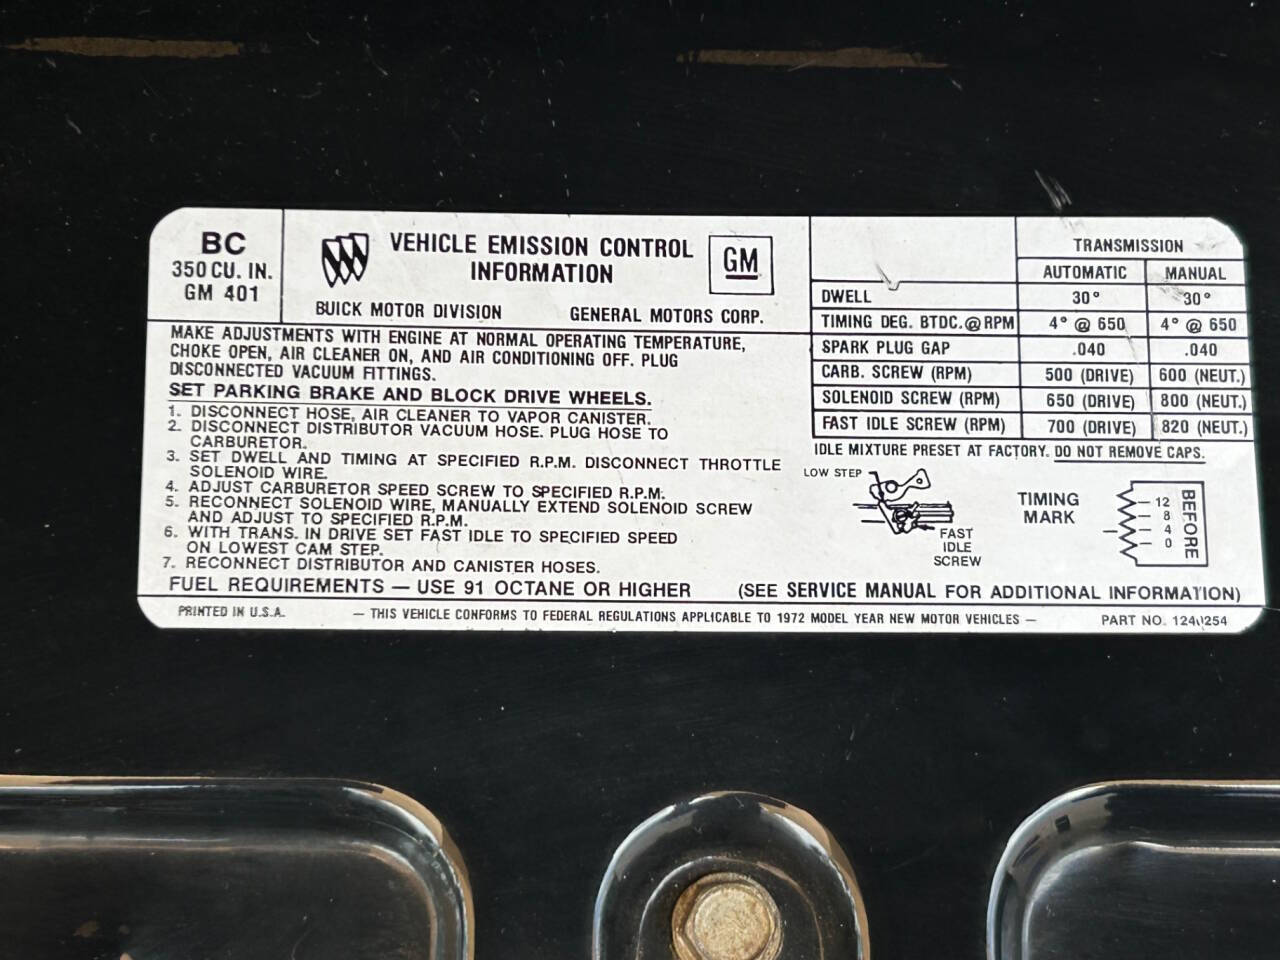 BC
350 CU. IN.
GM 401
VEHICLE EMISSION CONTROL
INFORMATION
GM
BUICK MOTOR DIVISION GENERAL MOTORS CORP.
MAKE ADJUSTMENTS WITH ENGINE AT NORMAL OPERATING TEMPERATURE,
CHOKE OPEN, AIR CLEANER ON, AND AIR CONDITIONING OFF. PLUG
DISCONNECTED VACUUM FITTINGS.
SET PARKING BRAKE AND BLOCK DRIVE WHEELS.
1. DISCONNECT HOSE, AIR CLEANER TO VAPOR CANISTER.
2. DISCONNECT DISTRIBUTOR VACUUM HOSE. PLUG HOSE TO
CARBURETOR.
3. SET DWELL AND TIMING AT SPECIFIED R.P.M. DISCONNECT THROTTLE
SOLENOID WIRE.
4. ADJUST CARBURETOR SPEED SCREW TO SPECIFIED R.P.M.
5. RECONNECT SOLENOID WIRE, MANUALLY EXTEND SOLENOID SCREW
AND ADJUST TO SPECIFIED R.P.M.
6. WITH TRANS. IN DRIVE SET FAST IDLE TO SPECIFIED SPEED
ON LOWEST CAM STEP.
7. RECONNECT DISTRIBUTOR AND CANISTER HOSES.
TRANSMISSION
AUTOMATIC MANUAL
DWELL 30° 30°
TIMING DEG. BTDC.@ RPM 4° @ 650 4° @ 650
SPARK PLUG GAP .040 .040
CARB. SCREW (RPM) 500 (DRIVE) 600 (NEUT.)
SOLENOID SCREW (RPM) 650 (DRIVE) 800 (NEUT.)
FAST IDLE SCREW (RPM) 700 (DRIVE) 820 (NEUT.)
IDLE MIXTURE PRESET AT FACTORY. DO NOT REMOVE CAPS.
LOW STEP
FAST
IDLE
SCREW
TIMING
MARK
12
8
4
0
BEFORE
FUEL REQUIREMENTS — USE 91 OCTANE OR HIGHER (SEE SERVICE MANUAL FOR ADDITIONAL INFORMATION)
PRINTED IN U.S.A. — THIS VEHICLE CONFORMS TO FEDERAL REGULATIONS APPLICABLE TO 1972 MODEL YEAR NEW MOTOR VEHICLES — PART NO. 1240254